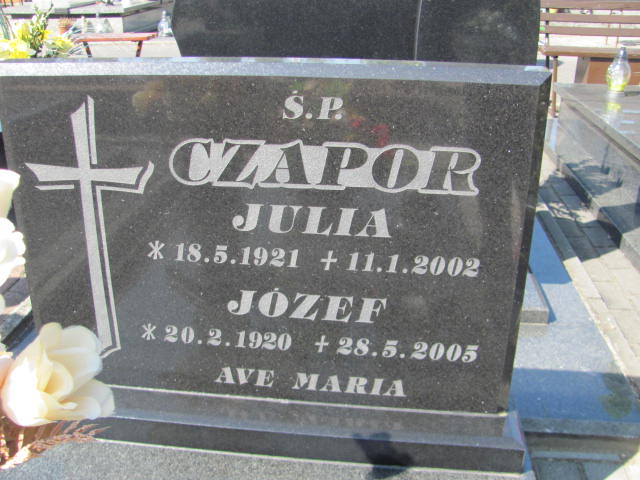 Ś.P.
CZAPOR
JULIA
* 18.5.1921 + 11.1.2002
JÓZEF
* 20.2.1920 + 28.5.2005
AVE MARIA